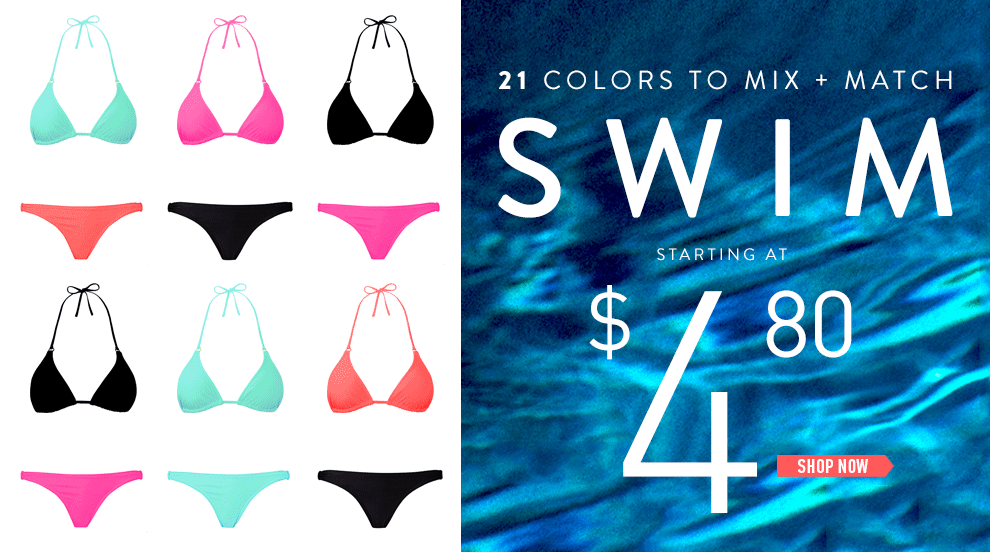 21 COLORS TO MIX + MATCH
SWIM
STARTING AT
$4.80
SHOP NOW